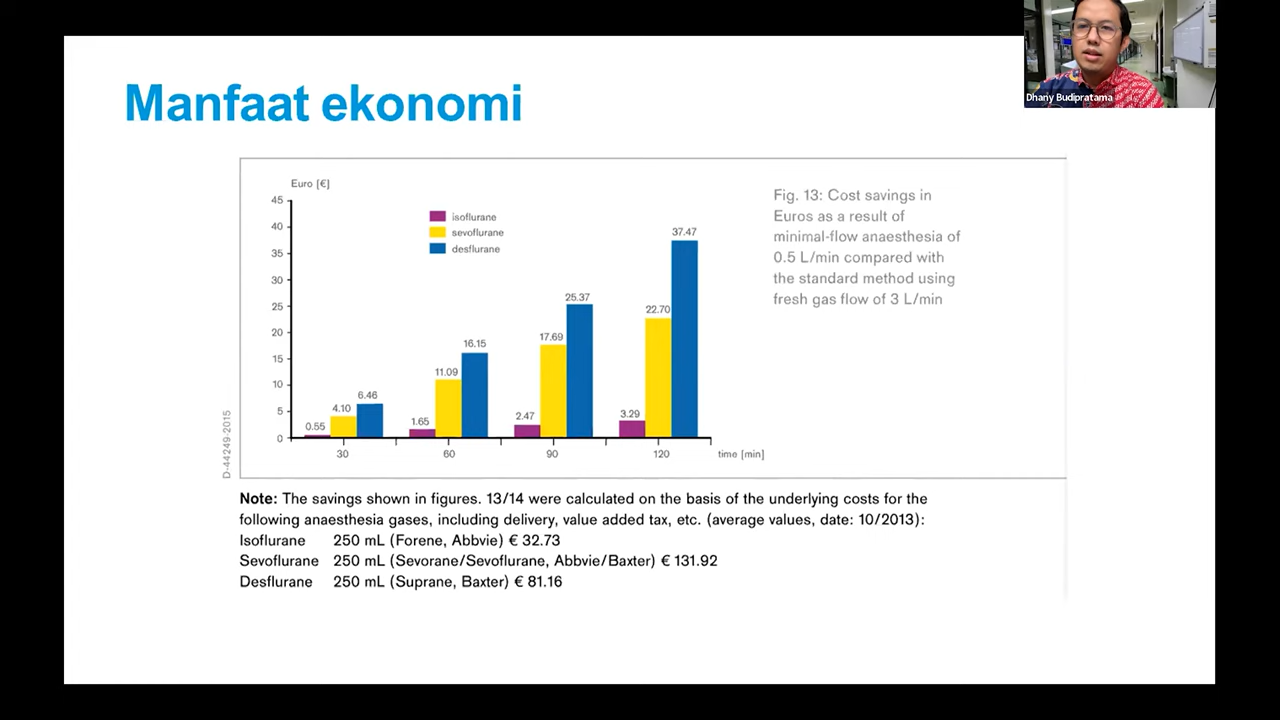 Manfaat ekonomi
Dhany Budipratama
Euro [€]
45
40
35
30
25
20
15
10
5
0
isoflurane
sevoflurane
desflurane
0.55
4.10
6.46
1.65
11.09
16.15
2.47
17.69
25.37
3.29
22.70
37.47
30
60
90
120
time [min]
D-44249-2015
Fig. 13: Cost savings in
Euros as a result of
minimal-flow anaesthesia of
0.5 L/min compared with
the standard method using
fresh gas flow of 3 L/min
Note: The savings shown in figures. 13/14 were calculated on the basis of the underlying costs for the
following anaesthesia gases, including delivery, value added tax, etc. (average values, date: 10/2013):
Isoflurane 250 mL (Forene, Abbvie) € 32.73
Sevoflurane 250 mL (Sevorane/Sevoflurane, Abbvie/Baxter) € 131.92
Desflurane 250 mL (Suprane, Baxter) € 81.16